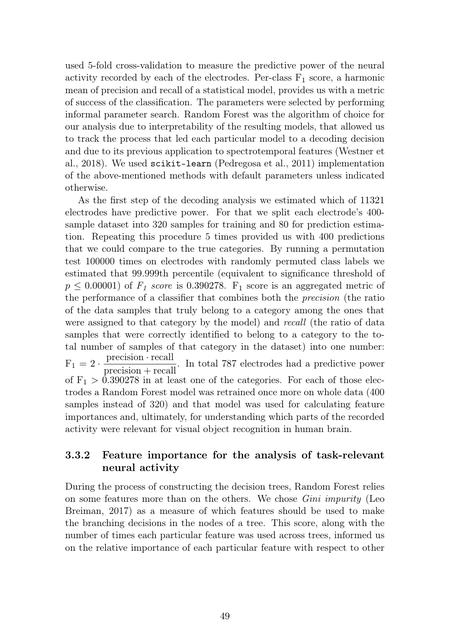 used 5-fold cross-validation to measure the predictive power of the neural
activity recorded by each of the electrodes. Per-class F₁ score, a harmonic
mean of precision and recall of a statistical model, provides us with a metric
of success of the classification. The parameters were selected by performing
informal parameter search. Random Forest was the algorithm of choice for
our analysis due to interpretability of the resulting models, that allowed us
to track the process that led each particular model to a decoding decision
and due to its previous application to spectrotemporal features (Westner et
al., 2018). We used scikit-learn (Pedregosa et al., 2011) implementation
of the above-mentioned methods with default parameters unless indicated
otherwise.
As the first step of the decoding analysis we estimated which of 11321
electrodes have predictive power. For that we split each electrode's 400-
sample dataset into 320 samples for training and 80 for prediction estima-
tion. Repeating this procedure 5 times provided us with 400 predictions
that we could compare to the true categories. By running a permutation
test 100000 times on electrodes with randomly permuted class labels we
estimated that 99.999th percentile (equivalent to significance threshold of
p ≤ 0.00001) of F₁ score is 0.390278. F₁ score is an aggregated metric of
the performance of a classifier that combines both the precision (the ratio
of the data samples that truly belong to a category among the ones that
were assigned to that category by the model) and recall (the ratio of data
samples that were correctly identified to belong to a category to the to-
tal number of samples of that category in the dataset) into one number:
F₁ = 2 · precision · recall / precision + recall. In total 787 electrodes had a predictive power
of F₁ > 0.390278 in at least one of the categories. For each of those elec-
trodes a Random Forest model was retrained once more on whole data (400
samples instead of 320) and that model was used for calculating feature
importances and, ultimately, for understanding which parts of the recorded
activity were relevant for visual object recognition in human brain.
3.3.2 Feature importance for the analysis of task-relevant
neural activity
During the process of constructing the decision trees, Random Forest relies
on some features more than on the others. We chose Gini impurity (Leo
Breiman, 2017) as a measure of which features should be used to make
the branching decisions in the nodes of a tree. This score, along with the
number of times each particular feature was used across trees, informed us
on the relative importance of each particular feature with respect to other
49